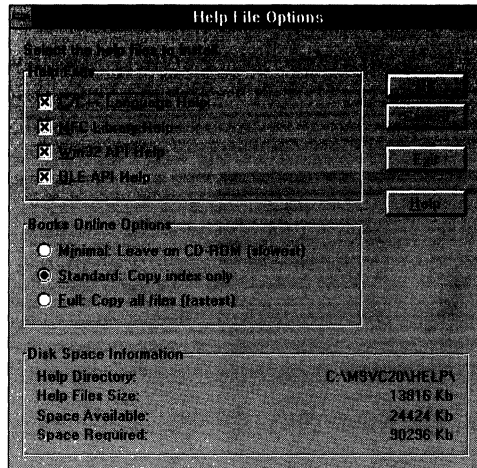 Help File Options
Select the help files to install.
Help Files
C/C++ Language Help
MFC Library Help
Win32 API Help
OLE API Help
Exit
Help
Books Online Options
Minimal: Leave on CD-ROM (slowest)
Standard: Copy index only
Full: Copy all files (fastest)
Disk Space Information
Help Directory: C:\MSVC20\HELP\
Help Files Size: 13816 Kb
Space Available: 24424 Kb
Space Required: 90296 Kb